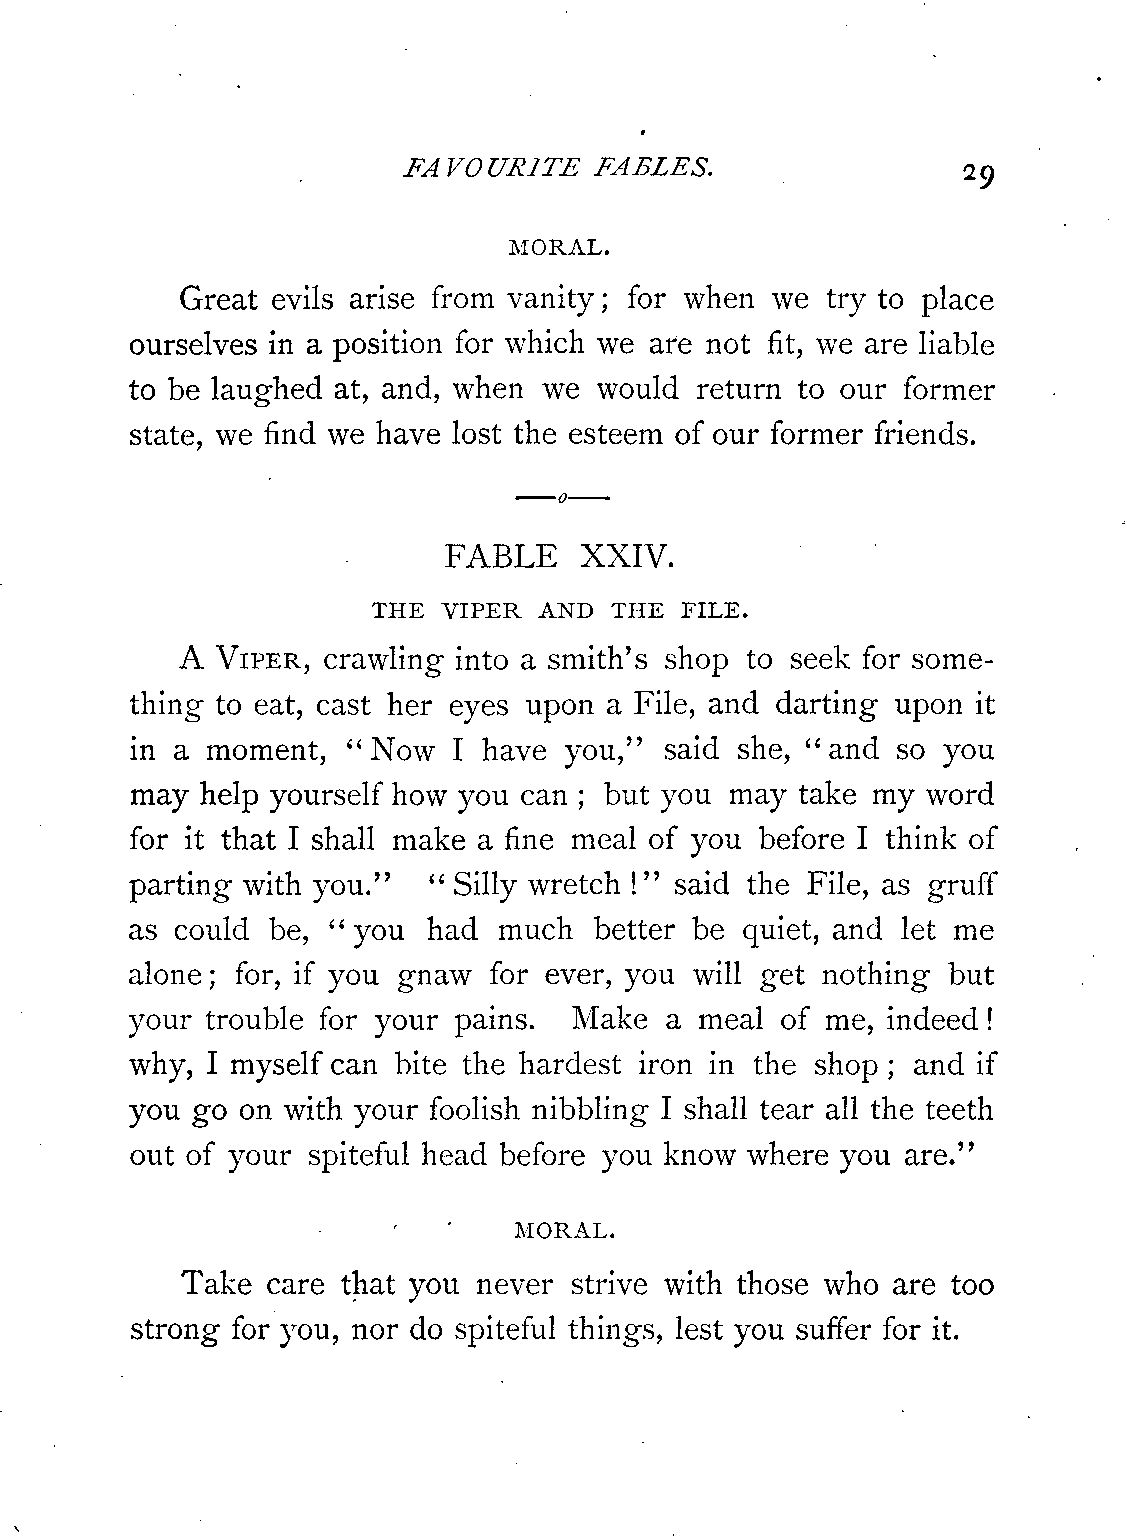 FAVOURITE FABLES. 29
MORAL.
Great evils arise from vanity; for when we try to place
ourselves in a position for which we are not fit, we are liable
to be laughed at, and, when we would return to our former
state, we find we have lost the esteem of our former friends.
—o—
FABLE XXIV.
THE VIPER AND THE FILE.
A VIPER, crawling into a smith's shop to seek for some-
thing to eat, cast her eyes upon a File, and darting upon it
in a moment, "Now I have you," said she, "and so you
may help yourself how you can; but you may take my word
for it that I shall make a fine meal of you before I think of
parting with you." "Silly wretch!" said the File, as gruff
as could be, "you had much better be quiet, and let me
alone; for, if you gnaw for ever, you will get nothing but
your trouble for your pains. Make a meal of me, indeed!
why, I myself can bite the hardest iron in the shop; and if
you go on with your foolish nibbling I shall tear all the teeth
out of your spiteful head before you know where you are."
MORAL.
Take care that you never strive with those who are too
strong for you, nor do spiteful things, lest you suffer for it.